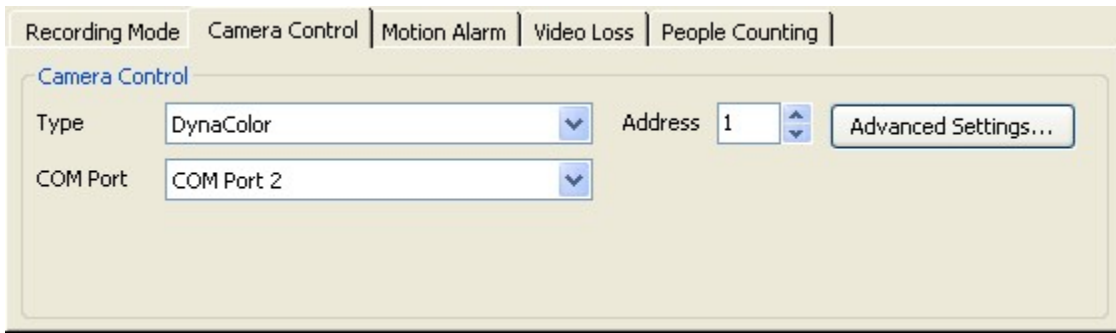 Recording Mode Camera Control Motion Alarm Video Loss People Counting
Camera Control
Type DynaColor Address 1 Advanced Settings...
COM Port COM Port 2